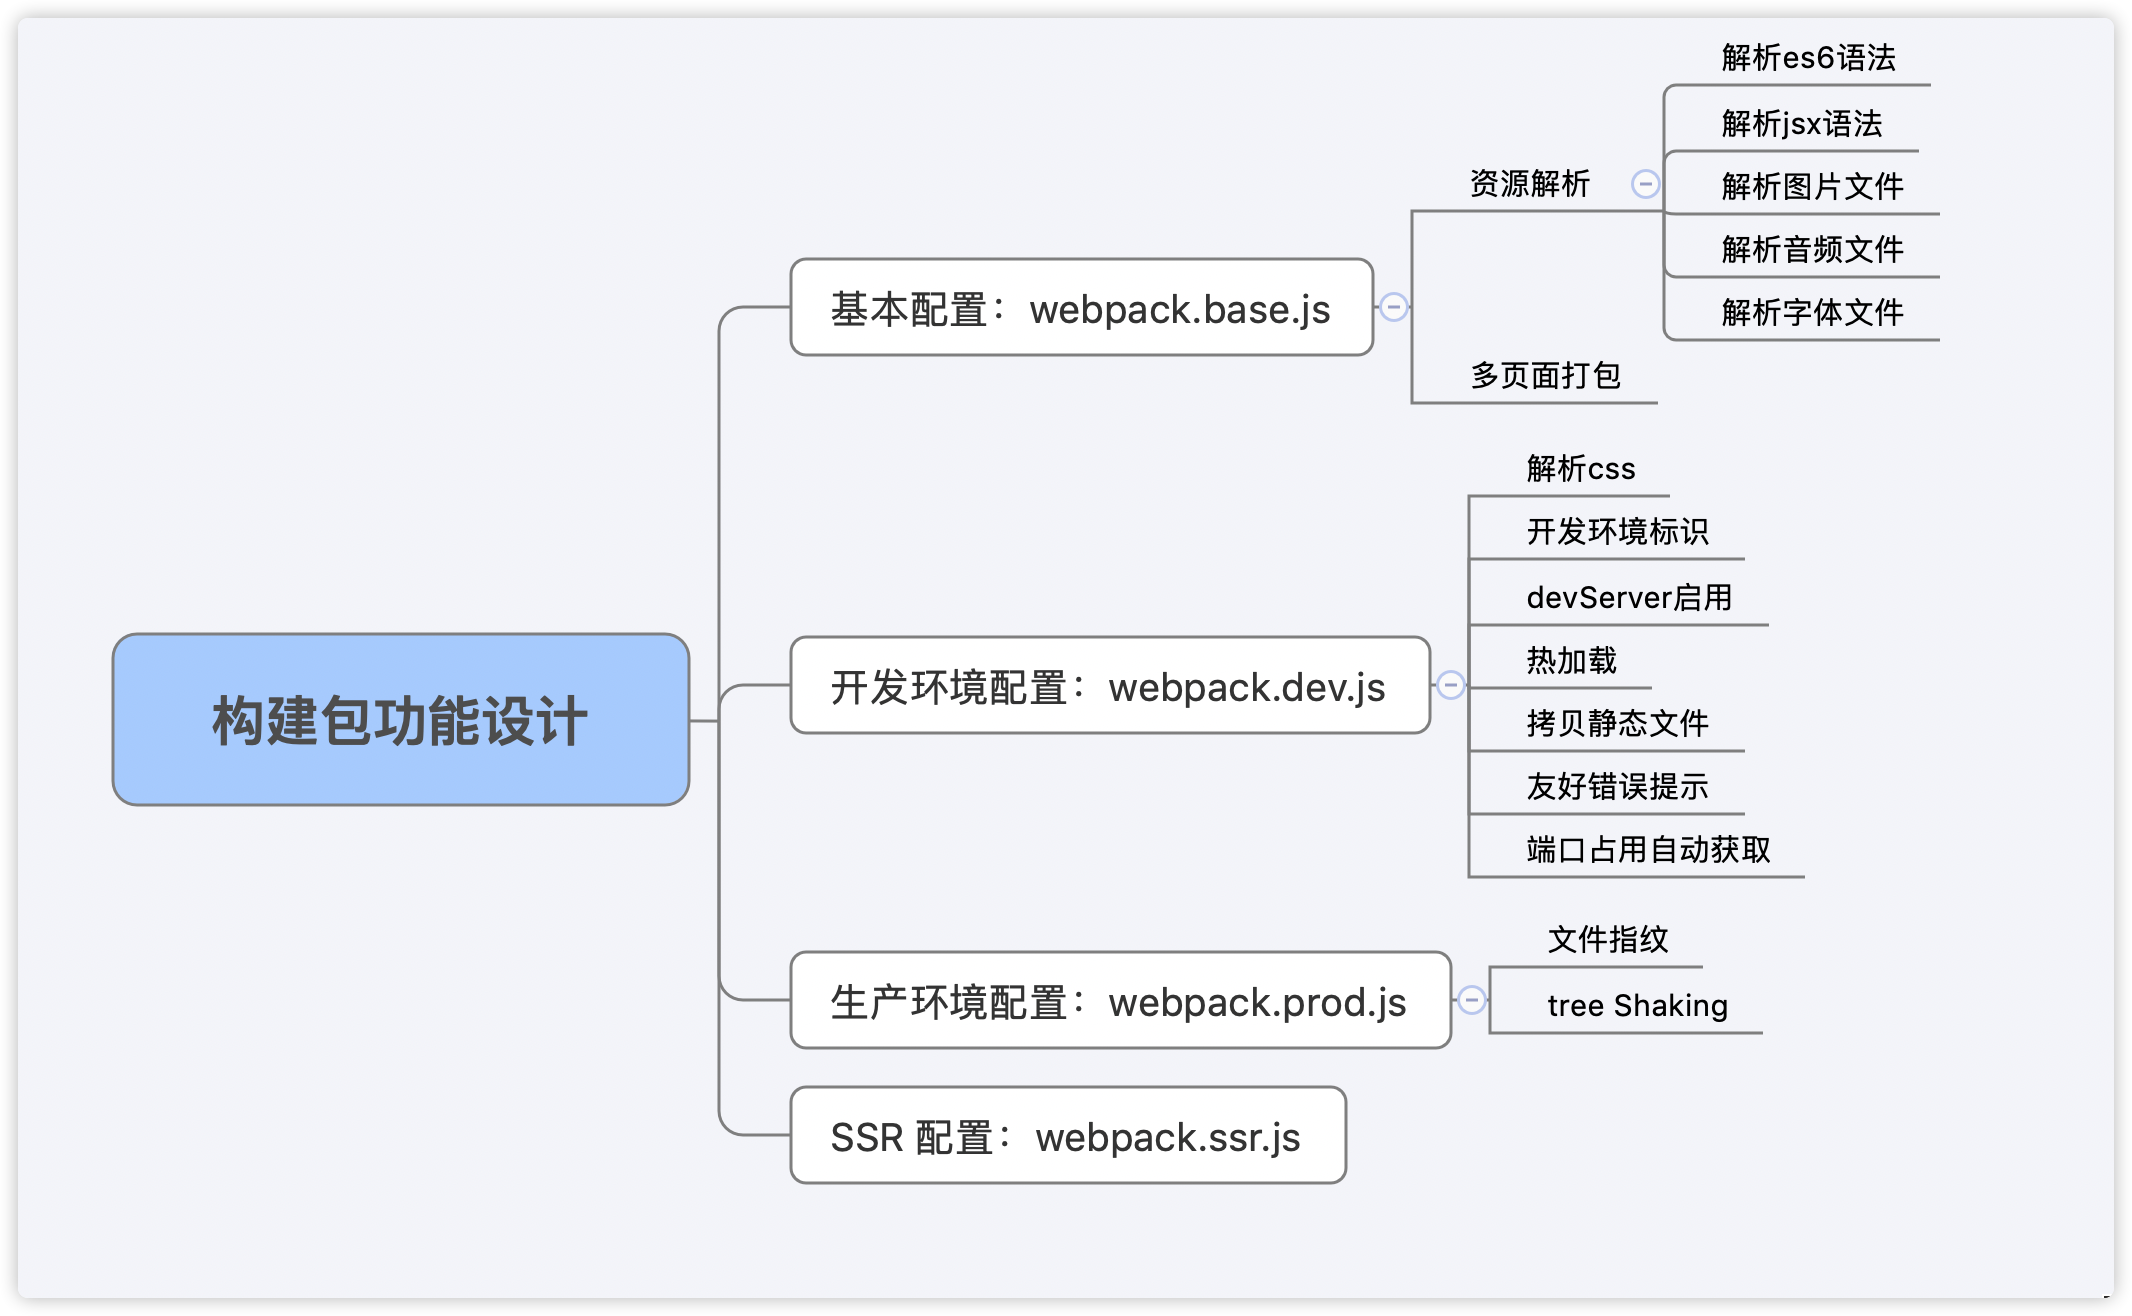 构建包功能设计
基本配置：webpack.base.js
资源解析
解析es6语法
解析jsx语法
解析图片文件
解析音频文件
解析字体文件
多页面打包
开发环境配置：webpack.dev.js
解析css
开发环境标识
devServer启用
热加载
拷贝静态文件
友好错误提示
端口占用自动获取
生产环境配置：webpack.prod.js
文件指纹
tree Shaking
SSR 配置：webpack.ssr.js